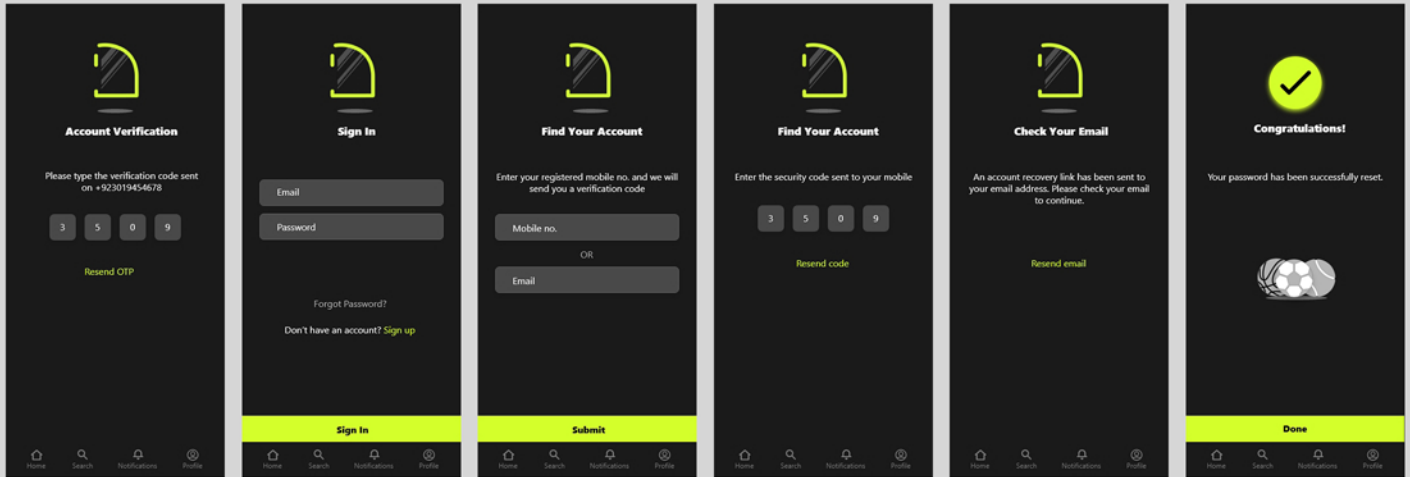 Account Verification
Please type the verification code sent
on +923019454678
3 5 0 9
Resend OTP
Home Search Notifications Profile
Sign In
Email
Password
Forgot Password?
Don't have an account? Sign up
Sign In
Home Search Notifications Profile
Find Your Account
Enter your registered mobile no. and we will
send you a verification code
Mobile no.
OR
Email
Submit
Home Search Notifications Profile
Find Your Account
Enter the security code sent to your mobile
3 5 0 9
Resend code
Home Search Notifications Profile
Check Your Email
An account recovery link has been sent to
your email address. Please check your email
to continue.
Resend email
Home Search Notifications Profile
Congratulations!
Your password has been successfully reset.
Done
Home Search Notifications Profile